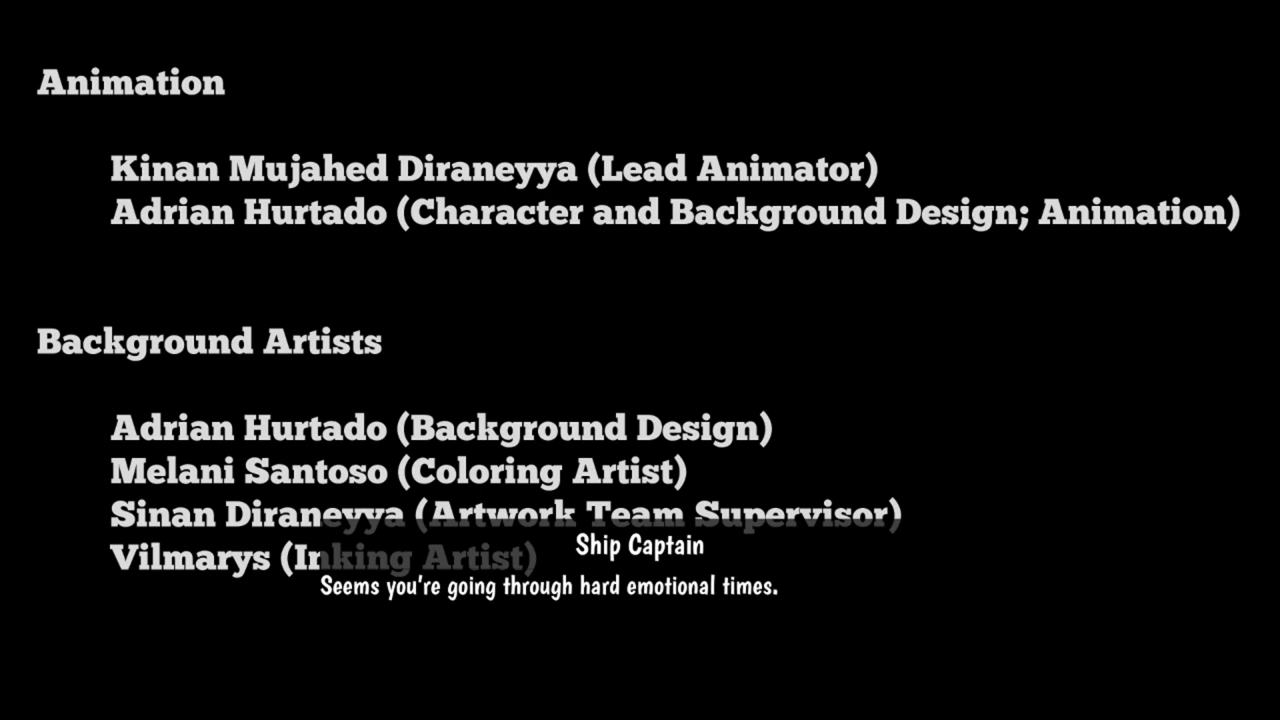 Animation
Kinan Mujahed Diraneyya (Lead Animator)
Adrian Hurtado (Character and Background Design; Animation)
Background Artists
Adrian Hurtado (Background Design)
Melani Santoso (Coloring Artist)
Sinan Diraneyya (Artwork Team Supervisor)
Ship Captain
Vilmarys (Inking Artist)
Seems you're going through hard emotional times.